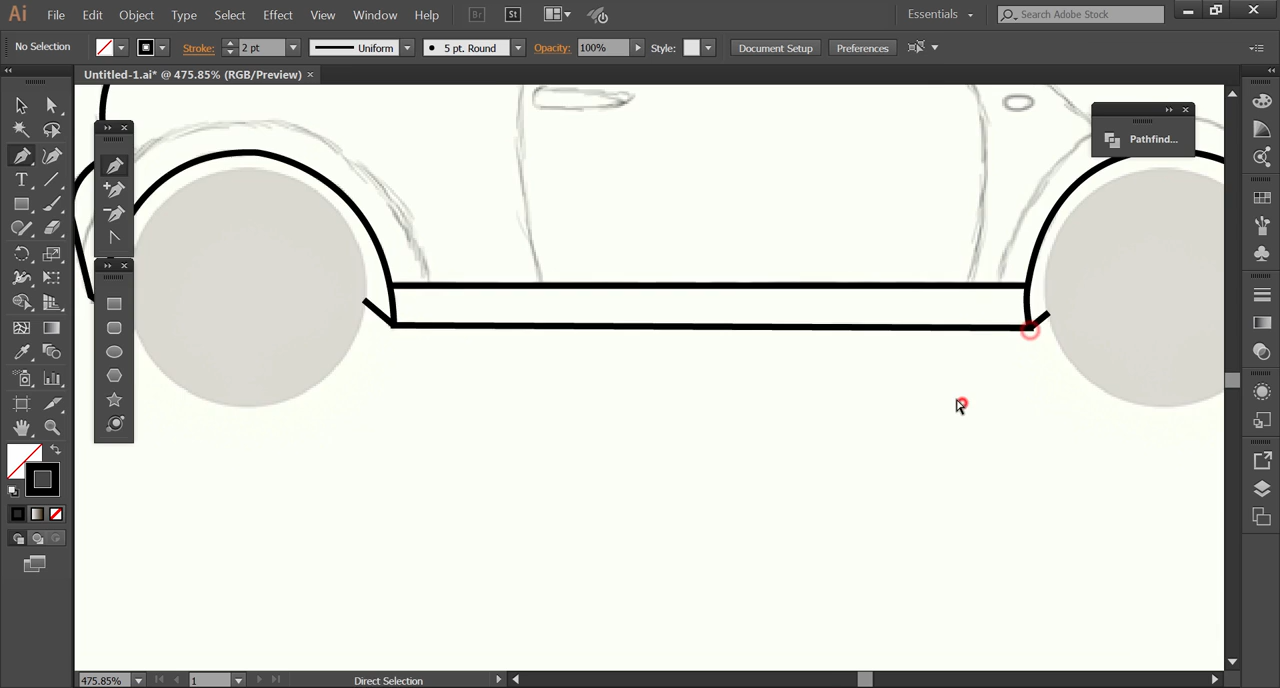 Ai File Edit Object Type Select Effect View Window Help Br St Essentials Search Adobe Stock
No Selection Stroke: 2 pt Uniform 5 pt. Round Opacity: 100% Style: Document Setup Preferences
Untitled-1.ai* @ 475.85% (RGB/Preview) ×
Pathfind...
T
475.85% 1 Direct Selection